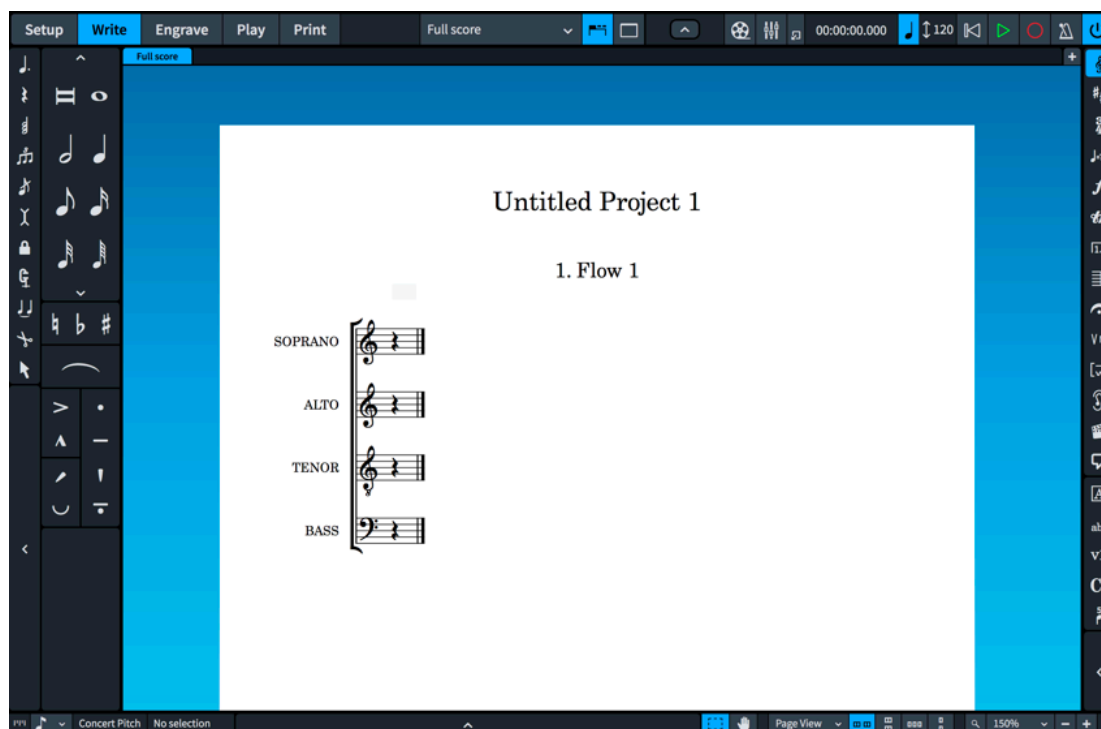 Setup Write Engrave Play Print Full score 00:00:00.000 120
Full score
Untitled Project 1
1. Flow 1
SOPRANO
ALTO
TENOR
BASS
Concert Pitch No selection Page View 150%